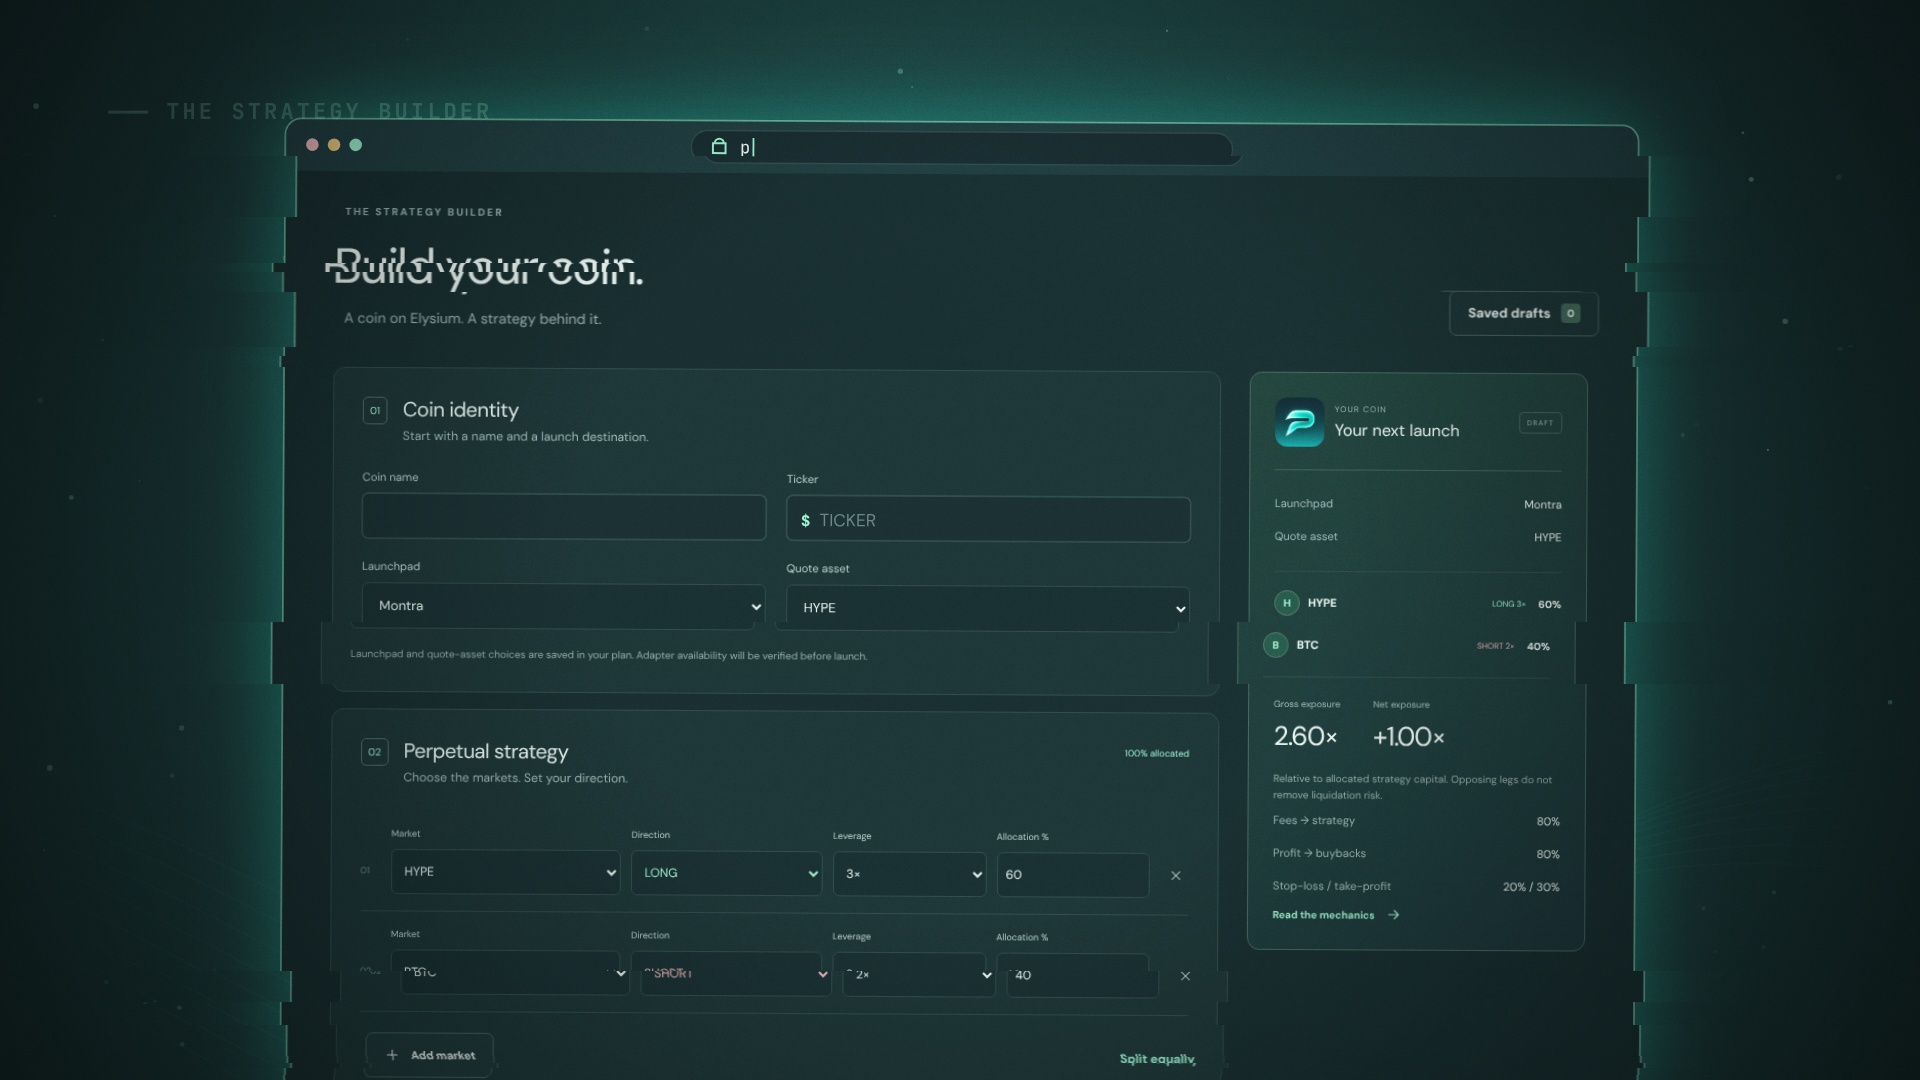 THE STRATEGY BUILDER
p
THE STRATEGY BUILDER
Build your coin.
A coin on Elysium. A strategy behind it.
Saved drafts 0
01 Coin identity
Start with a name and a launch destination.
Coin name
Ticker
$ TICKER
Launchpad
Quote asset
Montra
HYPE
Launchpad and quote-asset choices are saved in your plan. Adapter availability will be verified before launch.
02 Perpetual strategy
100% allocated
Choose the markets. Set your direction.
Market Direction Leverage Allocation %
01 HYPE LONG 3× 60 ×
Market Direction Leverage Allocation %
BTC SHORT 2× 40 ×
+ Add market
Split equally
YOUR COIN
Your next launch
DRAFT
Launchpad Montra
Quote asset HYPE
H HYPE LONG 3× 60%
B BTC SHORT 2× 40%
Gross exposure Net exposure
2.60× +1.00×
Relative to allocated strategy capital. Opposing legs do not
remove liquidation risk.
Fees → strategy 80%
Profit → buybacks 80%
Stop-loss / take-profit 20% / 30%
Read the mechanics →